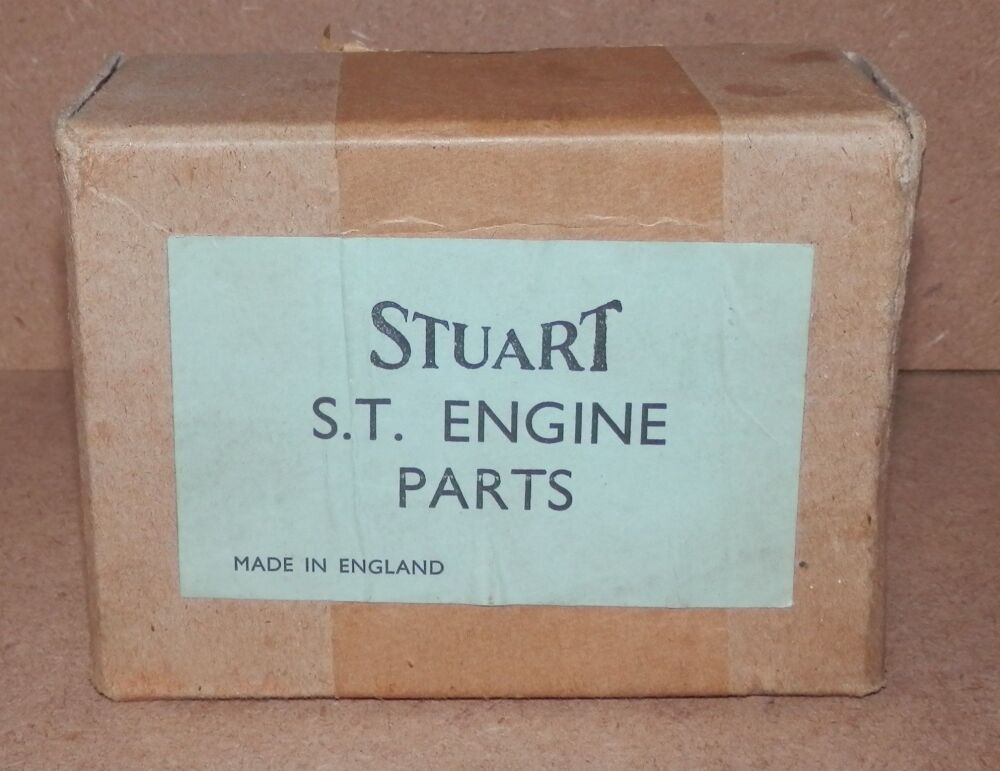 STUART
S.T. ENGINE
PARTS
MADE IN ENGLAND